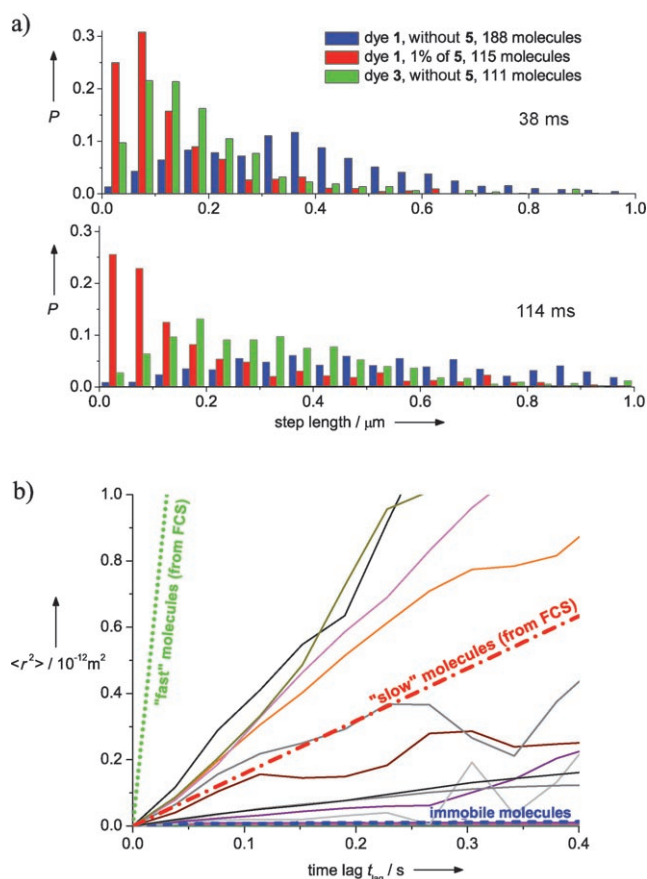 a)
0.3
0.2
0.1
0.0
P
dye 1, without 5, 188 molecules
dye 1, 1% of 5, 115 molecules
dye 3, without 5, 111 molecules
38 ms
0.0 0.2 0.4 0.6 0.8 1.0
0.3
0.2
0.1
0.0
P
114 ms
0.0 0.2 0.4 0.6 0.8 1.0
step length / μm
b)
1.0
0.8
0.6
0.4
0.2
0.0
<r²> / 10⁻¹²m²
"fast" molecules (from FCS)
"slow" molecules (from FCS)
immobile molecules
0.0 0.1 0.2 0.3 0.4
time lag tlag / s